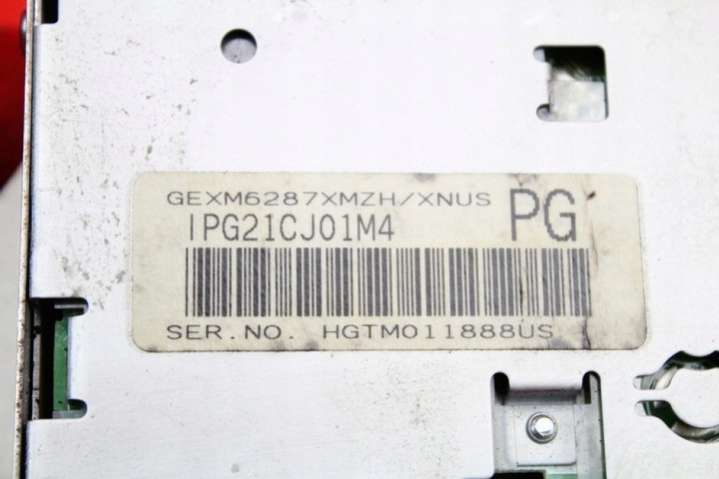 GEXM6287XMZH/XNUS
IPG21CJ01M4 PG
SER.NO. HGTM011888US